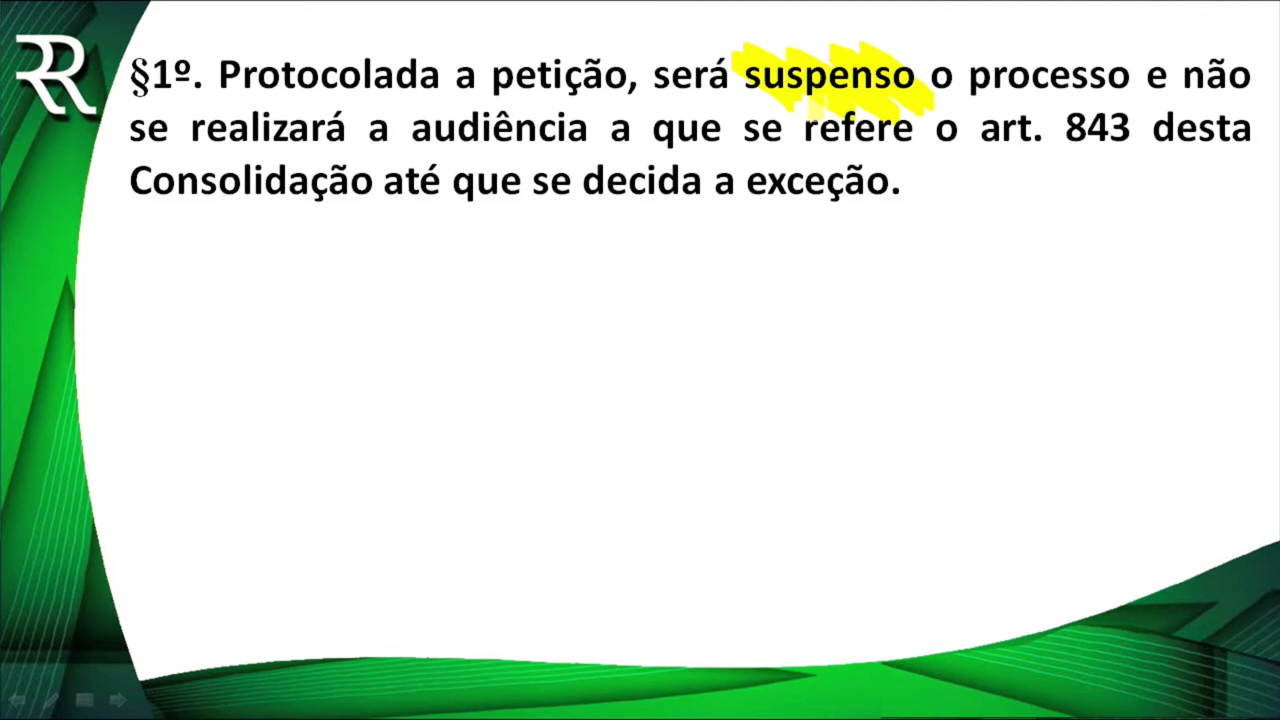 §1º. Protocolada a petição, será suspenso o processo e não
se realizará a audiência a que se refere o art. 843 desta
Consolidação até que se decida a exceção.